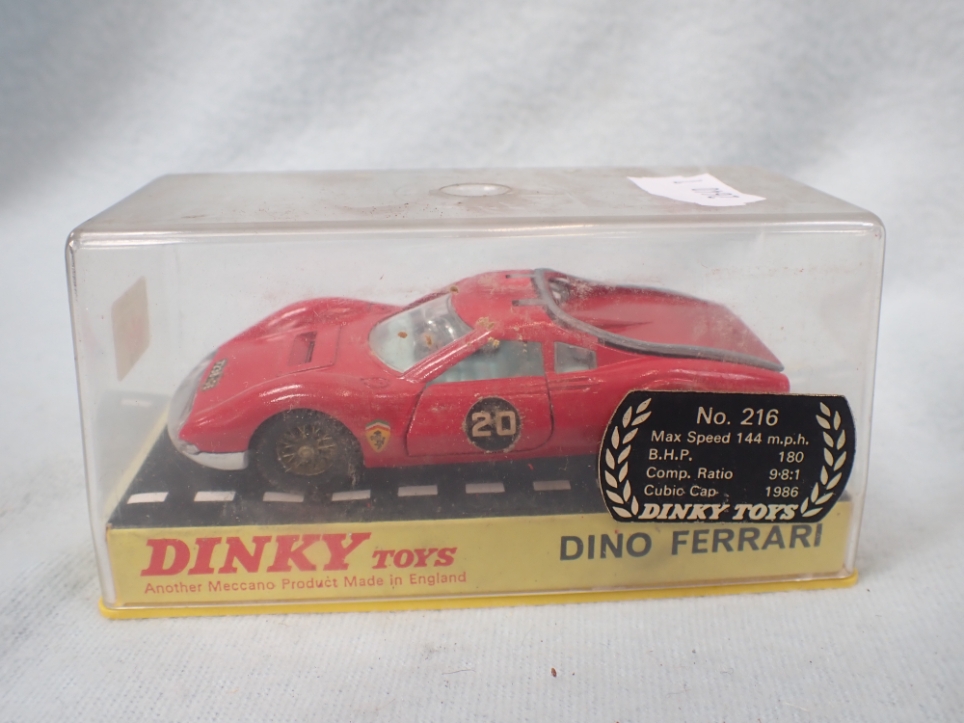 20
No. 216
Max Speed 144 m.p.h.
B.H.P. 180
Comp. Ratio 9·8:1
Cubic Cap 1986
DINKY TOYS
DINKY TOYS
DINO FERRARI
Another Meccano Product Made in England